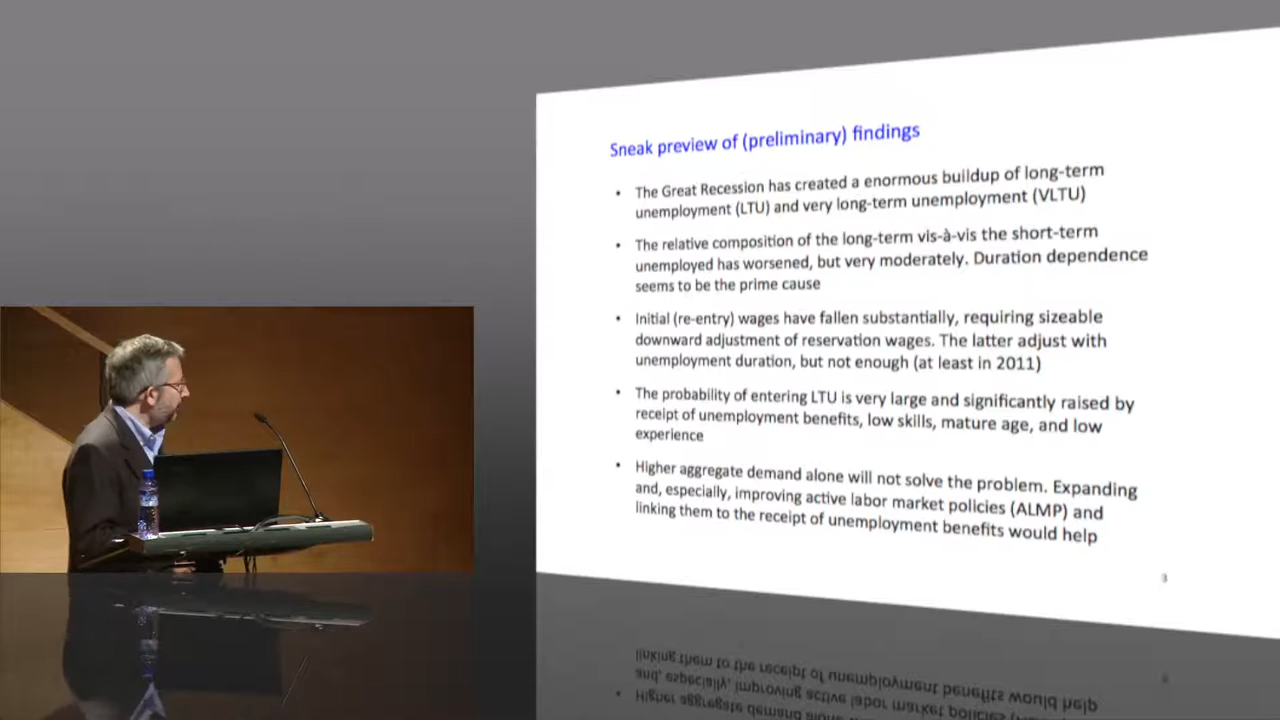 Sneak preview of (preliminary) findings
• The Great Recession has created a enormous buildup of long-term
unemployment (LTU) and very long-term unemployment (VLTU)
• The relative composition of the long-term vis-à-vis the short-term
unemployed has worsened, but very moderately. Duration dependence
seems to be the prime cause
• Initial (re-entry) wages have fallen substantially, requiring sizeable
downward adjustment of reservation wages. The latter adjust with
unemployment duration, but not enough (at least in 2011)
• The probability of entering LTU is very large and significantly raised by
receipt of unemployment benefits, low skills, mature age, and low
experience
• Higher aggregate demand alone will not solve the problem. Expanding
and, especially, improving active labor market policies (ALMP) and
linking them to the receipt of unemployment benefits would help
3